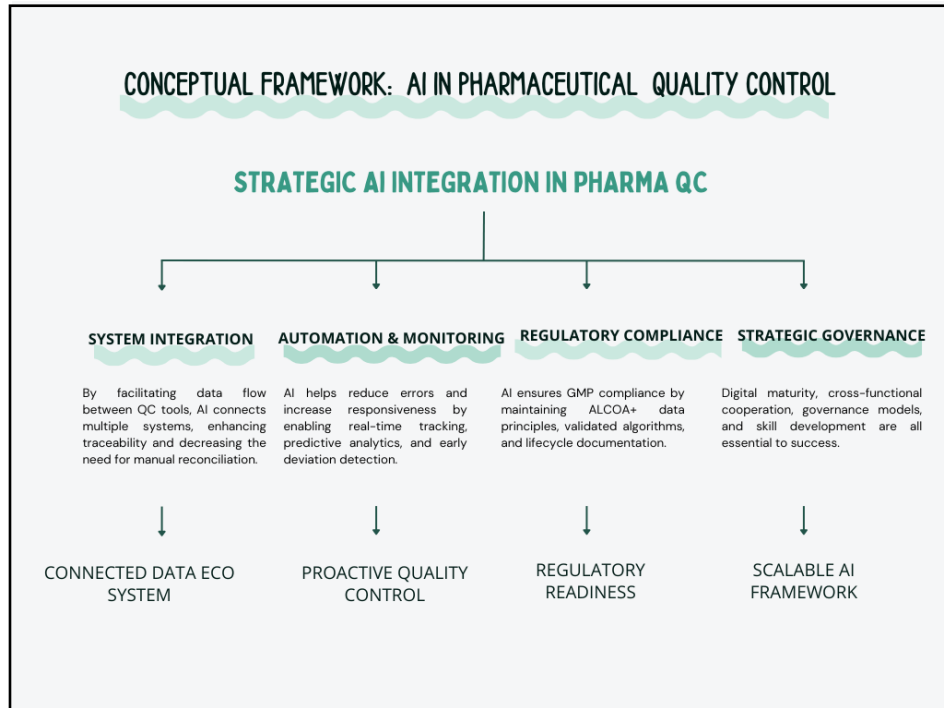 CONCEPTUAL FRAMEWORK: AI IN PHARMACEUTICAL QUALITY CONTROL
STRATEGIC AI INTEGRATION IN PHARMA QC
SYSTEM INTEGRATION
By facilitating data flow
between QC tools, AI connects
multiple systems, enhancing
traceability and decreasing the
need for manual reconciliation.
CONNECTED DATA ECO
SYSTEM
AUTOMATION & MONITORING
AI helps reduce errors and
increase responsiveness by
enabling real-time tracking,
predictive analytics, and early
deviation detection.
PROACTIVE QUALITY
CONTROL
REGULATORY COMPLIANCE
AI ensures GMP compliance by
maintaining ALCOA+ data
principles, validated algorithms,
and lifecycle documentation.
REGULATORY
READINESS
STRATEGIC GOVERNANCE
Digital maturity, cross-functional
cooperation, governance models,
and skill development are all
essential to success.
SCALABLE AI
FRAMEWORK